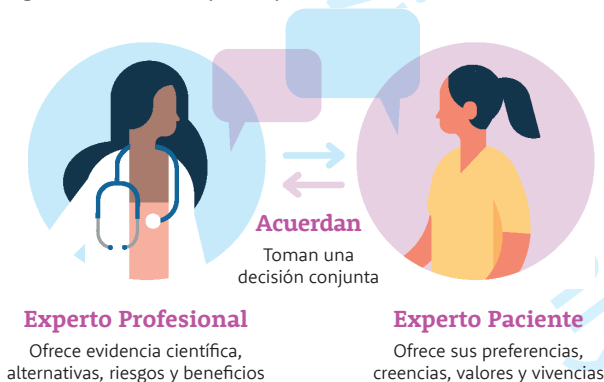 Acuerdan
Toman una
decisión conjunta
Experto Profesional
Ofrece evidencia científica,
alternativas, riesgos y beneficios
Experto Paciente
Ofrece sus preferencias,
creencias, valores y vivencias